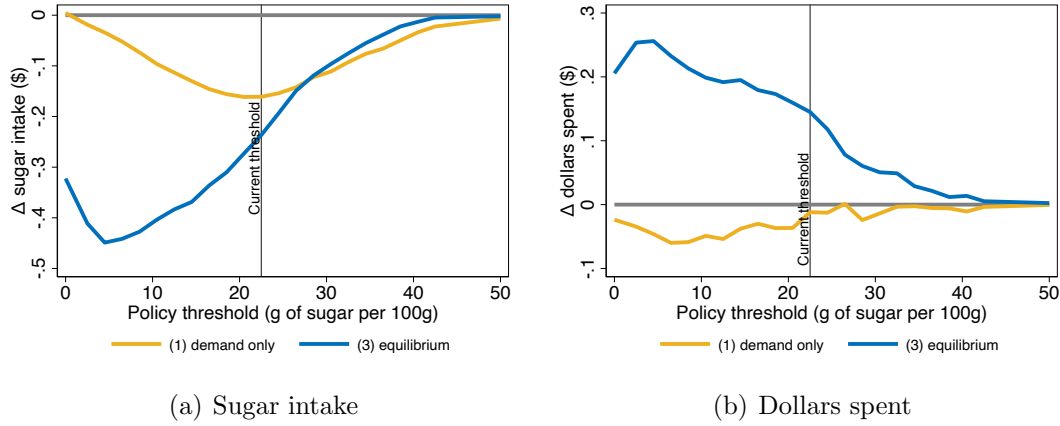 0
-.1
-.2
-.3
-.4
-.5
Δ sugar intake ($)
Current threshold
0
10
20
30
40
50
Policy threshold (g of sugar per 100g)
(1) demand only
(3) equilibrium
(a) Sugar intake
.3
.2
.1
0
-.1
Δ dollars spent ($)
Current threshold
0
10
20
30
40
50
Policy threshold (g of sugar per 100g)
(1) demand only
(3) equilibrium
(b) Dollars spent